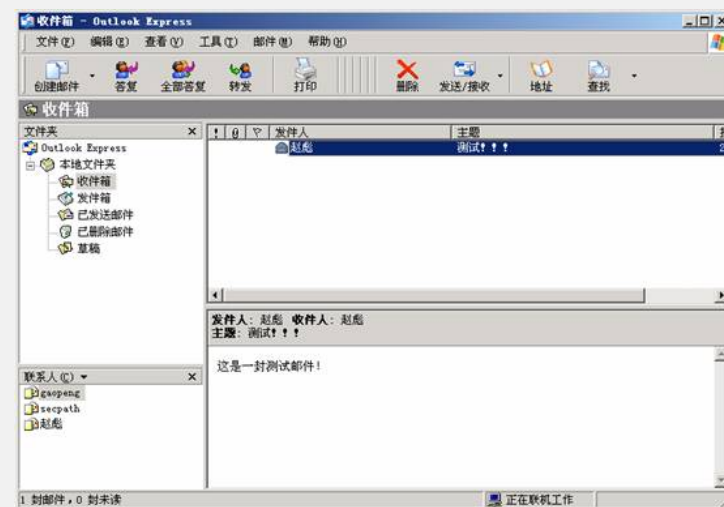 收件箱 - Outlook Express
文件(F) 编辑(E) 查看(V) 工具(T) 邮件(M) 帮助(H)
创建邮件 答复 全部答复 转发 打印 删除 发送/接收 地址 查找
收件箱
文件夹
! 发件人 主题
Outlook Express
赵彪 测试!!!
本地文件夹
收件箱
发件箱
已发送邮件
已删除邮件
草稿
发件人: 赵彪 收件人: 赵彪
主题: 测试!!!
这是一封测试邮件!
联系人(C)
gaopeng
secpath
赵彪
1 封邮件,0 封未读 正在联机工作